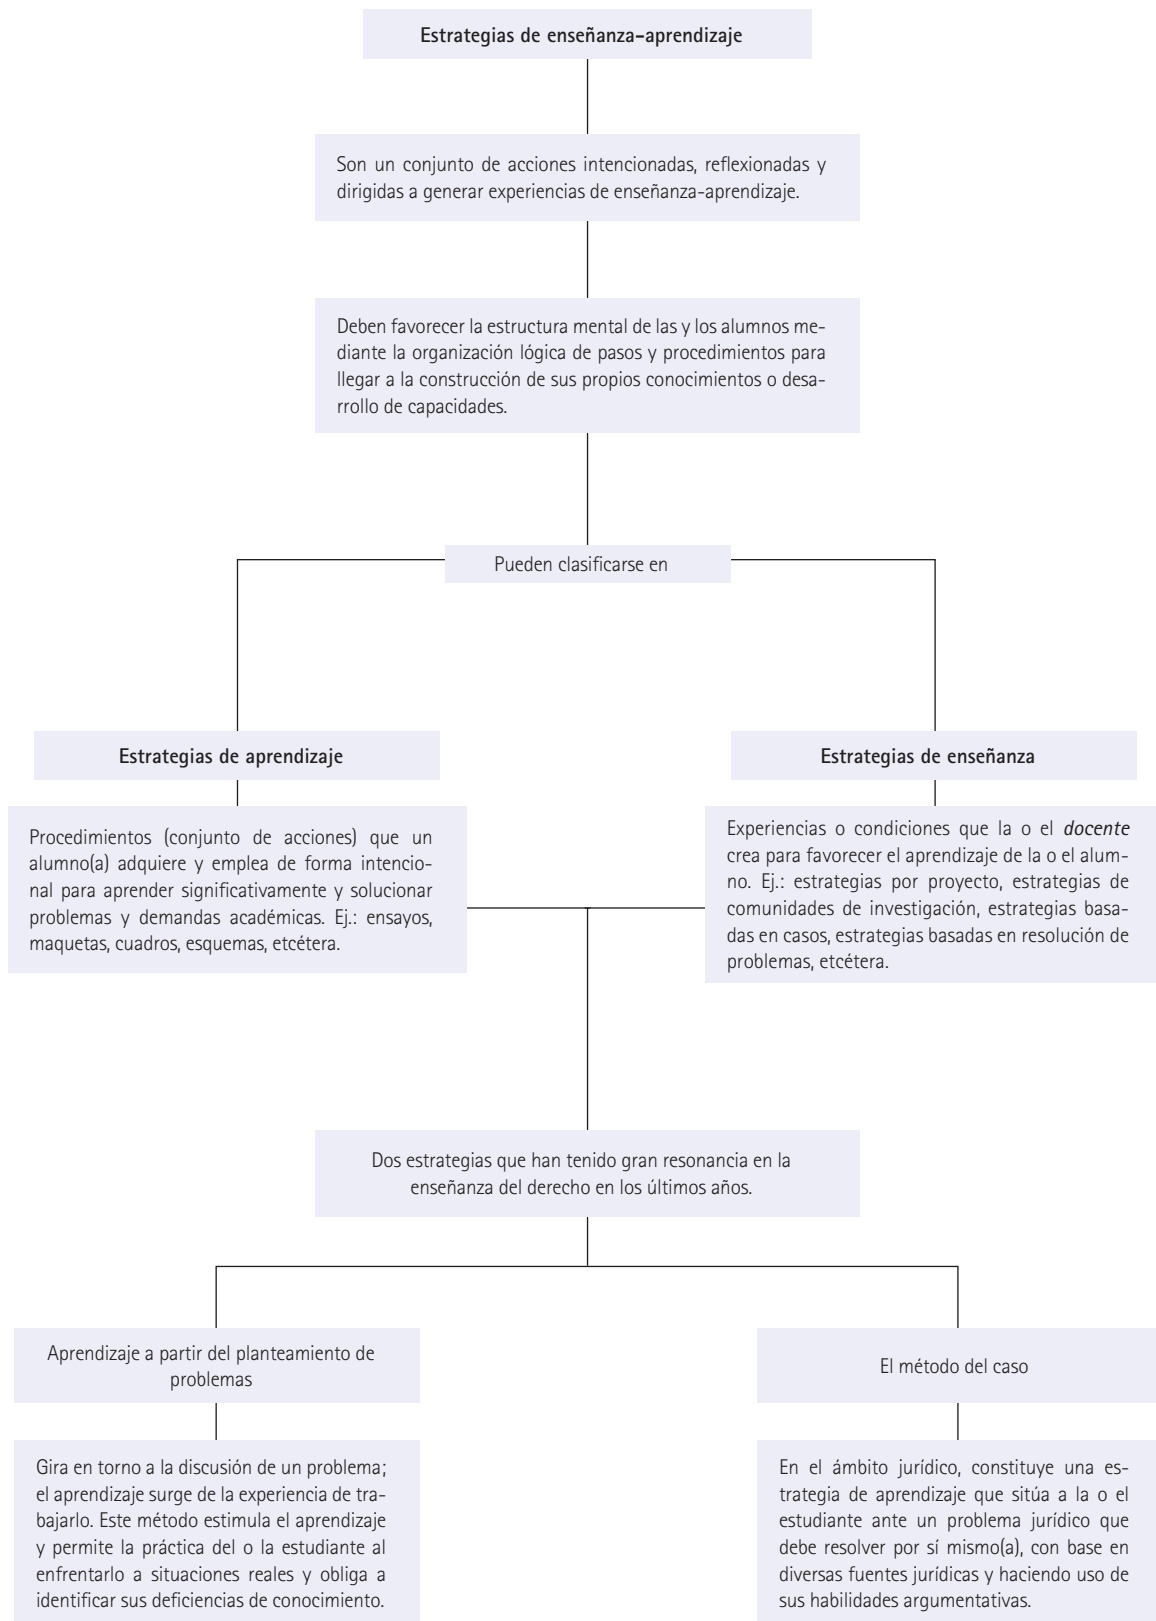 Estrategias de enseñanza-aprendizaje
Son un conjunto de acciones intencionadas, reflexionadas y
dirigidas a generar experiencias de enseñanza-aprendizaje.
Deben favorecer la estructura mental de las y los alumnos me-
diante la organización lógica de pasos y procedimientos para
llegar a la construcción de sus propios conocimientos o desa-
rrollo de capacidades.
Pueden clasificarse en
Estrategias de aprendizaje
Procedimientos (conjunto de acciones) que un
alumno(a) adquiere y emplea de forma intencio-
nal para aprender significativamente y solucionar
problemas y demandas académicas. Ej.: ensayos,
maquetas, cuadros, esquemas, etcétera.
Estrategias de enseñanza
Experiencias o condiciones que la o el docente
crea para favorecer el aprendizaje de la o el alum-
no. Ej.: estrategias por proyecto, estrategias de
comunidades de investigación, estrategias basa-
das en casos, estrategias basadas en resolución de
problemas, etcétera.
Dos estrategias que han tenido gran resonancia en la
enseñanza del derecho en los últimos años.
Aprendizaje a partir del planteamiento de
problemas
Gira en torno a la discusión de un problema;
el aprendizaje surge de la experiencia de tra-
bajarlo. Este método estimula el aprendizaje
y permite la práctica del o la estudiante al
enfrentarlo a situaciones reales y obliga a
identificar sus deficiencias de conocimiento.
El método del caso
En el ámbito jurídico, constituye una es-
trategia de aprendizaje que sitúa a la o el
estudiante ante un problema jurídico que
debe resolver por sí mismo(a), con base en
diversas fuentes jurídicas y haciendo uso de
sus habilidades argumentativas.